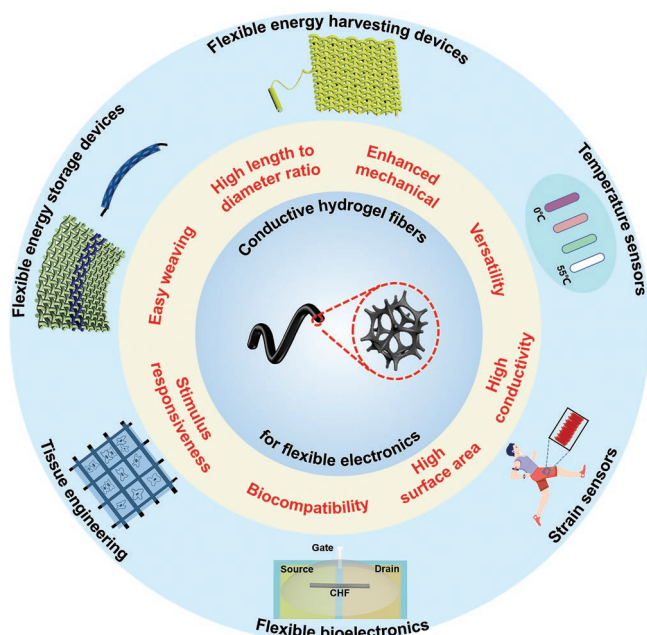 Flexible energy harvesting devices
Temperature sensors
0℃
55℃
Strain sensors
Flexible bioelectronics
Gate
Source
Drain
CHF
Tissue engineering
Flexible energy storage devices
High length to
diameter ratio
Enhanced
mechanical
Versatility
High
conductivity
High
surface area
Biocompatibility
Stimulus
responsiveness
Easy weaving
Conductive hydrogel fibers
for flexible electronics